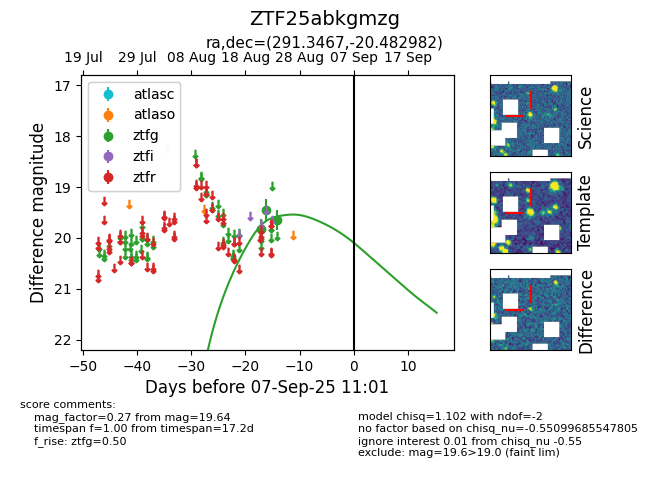 ZTF25abkgmzg
ra,dec=(291.3467,-20.482982)
19 Jul 29 Jul 08 Aug 18 Aug 28 Aug 07 Sep 17 Sep
17
18
19
20
21
22
Difference magnitude
atlasc
atlaso
ztfg
ztfi
ztfr
−50 −40 −30 −20 −10 0 10
Days before 07-Sep-25 11:01
Science
Template
Difference
score comments:
mag_factor=0.27 from mag=19.64
timespan f=1.00 from timespan=17.2d
f_rise: ztfg=0.50
model chisq=1.102 with ndof=-2
no factor based on chisq_nu=-0.55099685547805
ignore interest 0.01 from chisq_nu -0.55
exclude: mag=19.6>19.0 (faint lim)